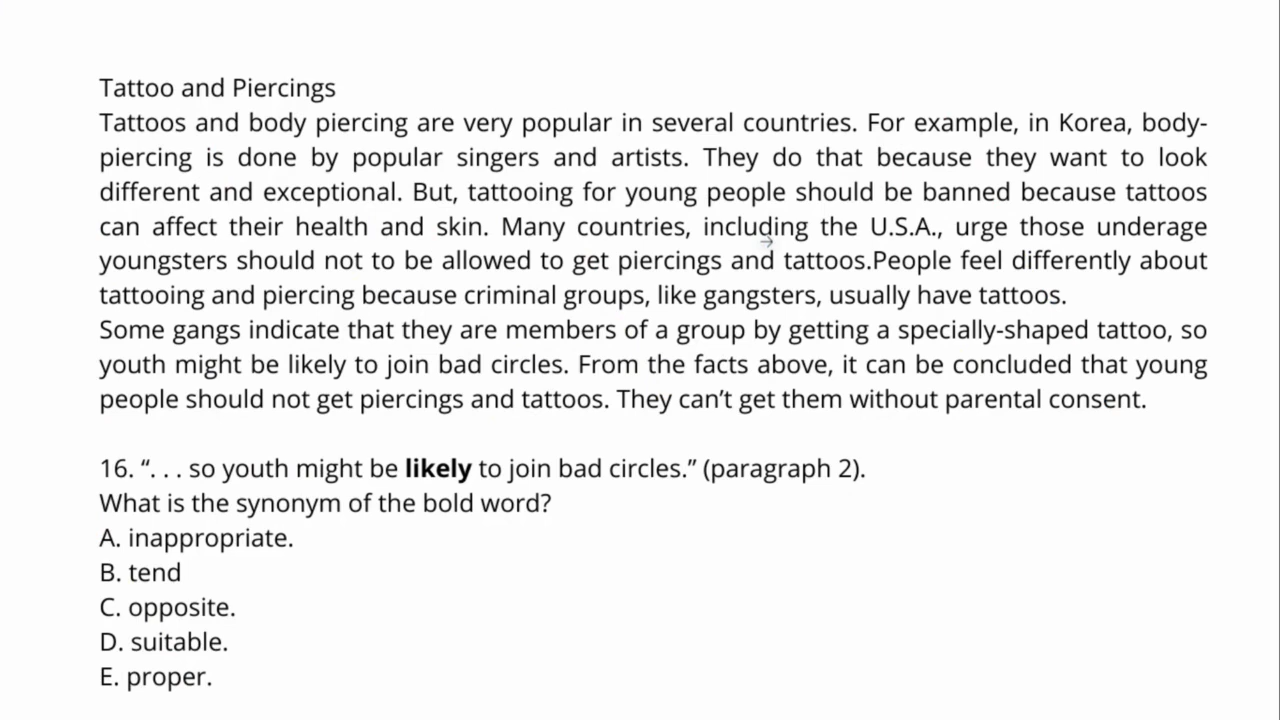 Tattoo and Piercings
Tattoos and body piercing are very popular in several countries. For example, in Korea, body-
piercing is done by popular singers and artists. They do that because they want to look
different and exceptional. But, tattooing for young people should be banned because tattoos
can affect their health and skin. Many countries, including the U.S.A., urge those underage
youngsters should not to be allowed to get piercings and tattoos.People feel differently about
tattooing and piercing because criminal groups, like gangsters, usually have tattoos.
Some gangs indicate that they are members of a group by getting a specially-shaped tattoo, so
youth might be likely to join bad circles. From the facts above, it can be concluded that young
people should not get piercings and tattoos. They can’t get them without parental consent.
16. “. . . so youth might be likely to join bad circles.” (paragraph 2).
What is the synonym of the bold word?
A. inappropriate.
B. tend
C. opposite.
D. suitable.
E. proper.